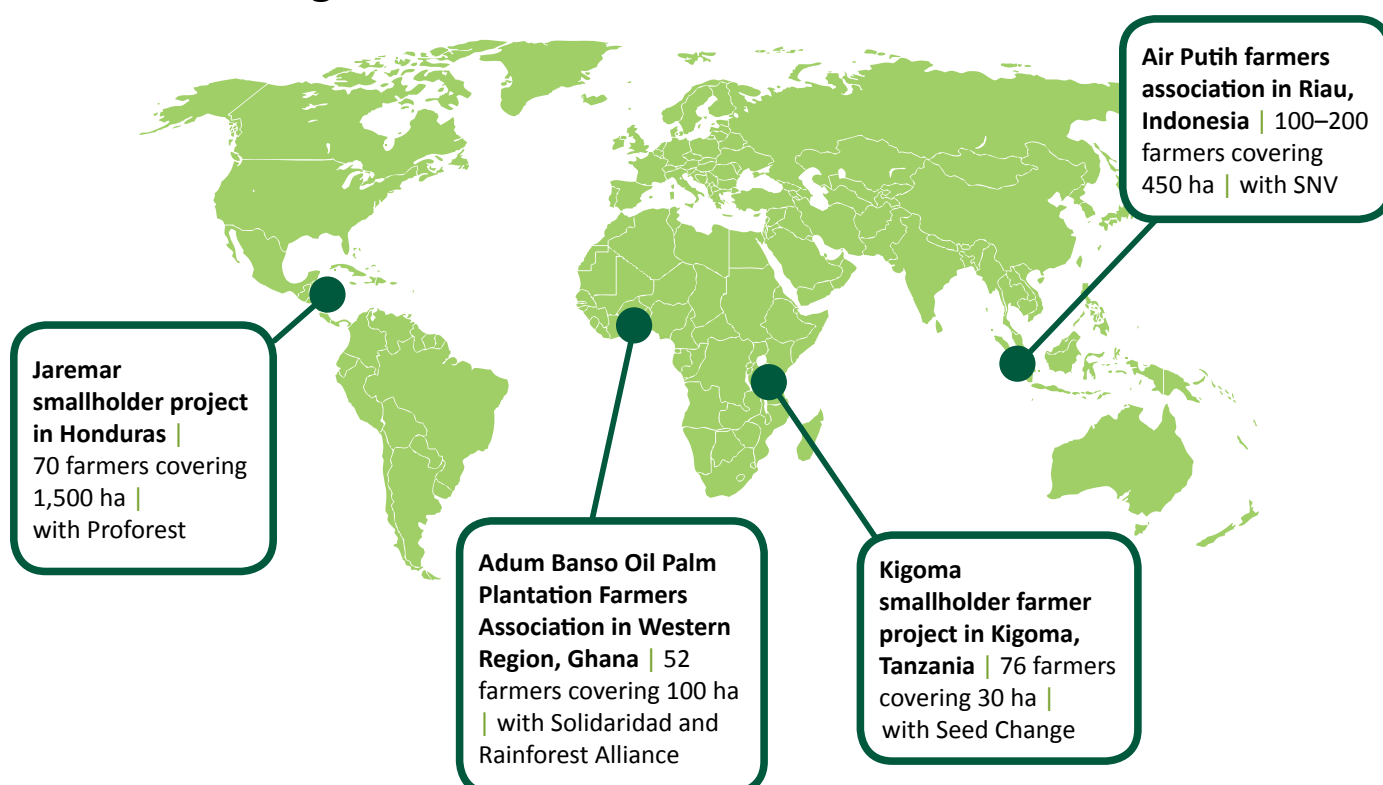 Air Putih farmers
association in Riau,
Indonesia | 100–200
farmers covering
450 ha | with SNV
Jaremar
smallholder project
in Honduras |
70 farmers covering
1,500 ha |
with Proforest
Adum Banso Oil Palm
Plantation Farmers
Association in Western
Region, Ghana | 52
farmers covering 100 ha
| with Solidaridad and
Rainforest Alliance
Kigoma
smallholder farmer
project in Kigoma,
Tanzania | 76 farmers
covering 30 ha |
with Seed Change